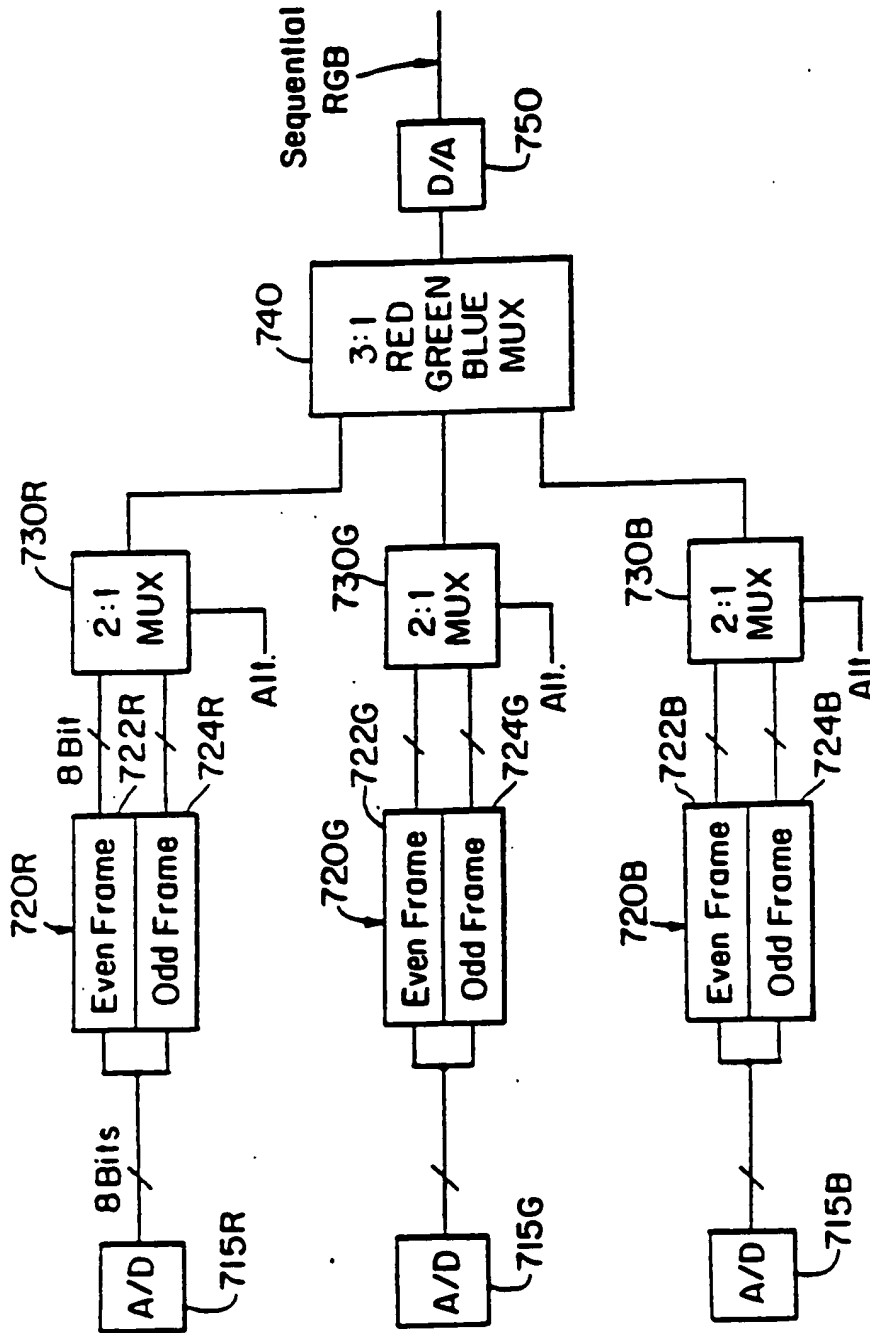 A/D
715R
8 Bits
720R
Even Frame
Odd Frame
8 Bit
722R
724R
2:1
MUX
730R
Alt.
A/D
715G
720G
Even Frame
Odd Frame
722G
724G
2:1
MUX
730G
Alt.
A/D
715B
720B
Even Frame
Odd Frame
722B
724B
2:1
MUX
730B
Alt.
740
3:1
RED
GREEN
BLUE
MUX
D/A
750
Sequential
RGB